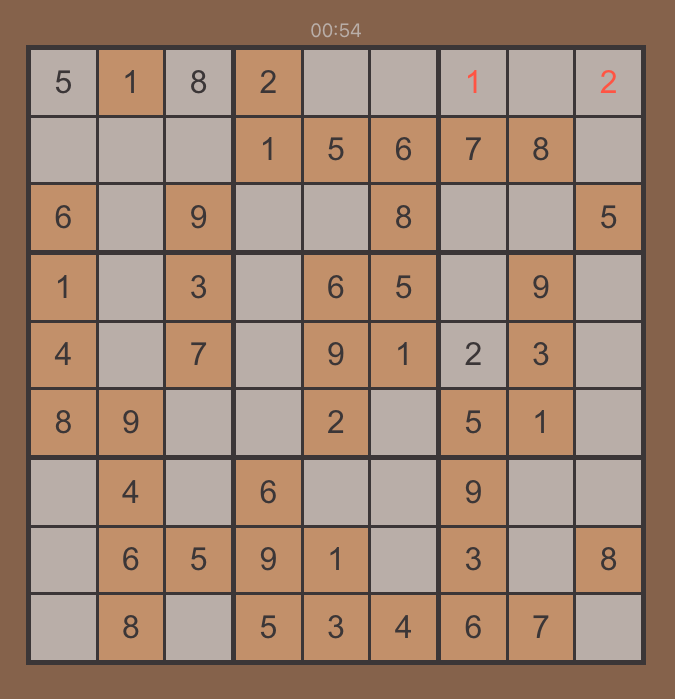 00:54
5 1 8 2 1 2
1 5 6 7 8
6 9 8 5
1 3 6 5 9
4 7 9 1 2 3
8 9 2 5 1
4 6 9
6 5 9 1 3 8
8 5 3 4 6 7